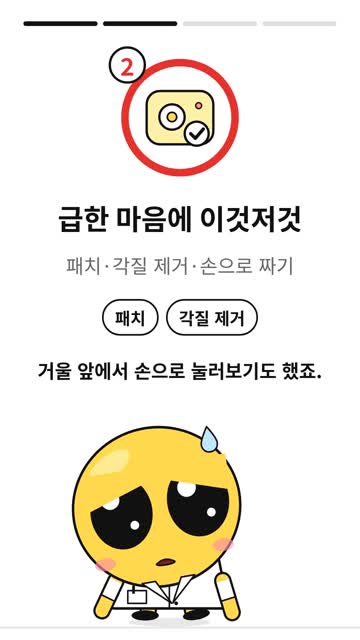 2
급한 마음에 이것저것
패치·각질 제거·손으로 짜기
패치 각질 제거
거울 앞에서 손으로 눌러보기도 했죠.